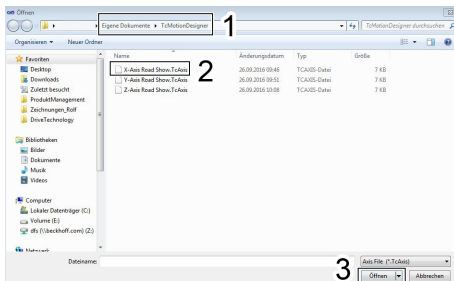 Öffnen
Eigene Dokumente ▸ TcMotionDesigner
1
TcMotionDesigner durchsuchen
Organisieren
Neuer Ordner
Name
Änderungsdatum
Typ
Größe
Favoriten
Desktop
Downloads
Zuletzt besucht
ProduktManagement
Zeichnungen_Rolf
DriveTechnology
Bibliotheken
Bilder
Dokumente
Musik
Videos
Computer
Lokaler Datenträger (C:)
Volume (E:)
dfs (\\beckhoff.com) (Z:)
Netzwerk
X-Axis Road Show.TcAxis 26.09.2016 09:46 TCAXIS-Datei 7 KB
2
Y-Axis Road Show.TcAxis 26.09.2016 09:51 TCAXIS-Datei 7 KB
Z-Axis Road Show.TcAxis 26.09.2016 10:08 TCAXIS-Datei 7 KB
Dateiname:
Axis File (*.TcAxis)
3
Öffnen
Abbrechen